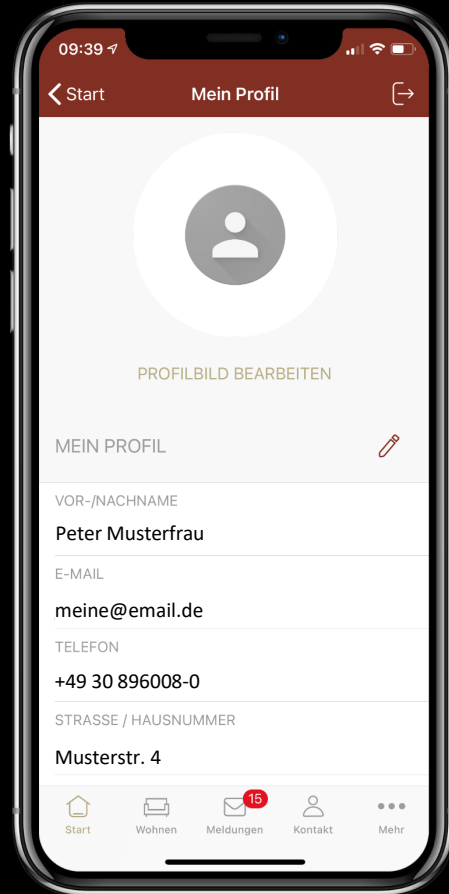 09:39
Start
Mein Profil
PROFILBILD BEARBEITEN
MEIN PROFIL
VOR-/NACHNAME
Peter Musterfrau
E-MAIL
meine@email.de
TELEFON
+49 30 896008-0
STRASSE / HAUSNUMMER
Musterstr. 4
15
Start
Wohnen
Meldungen
Kontakt
Mehr